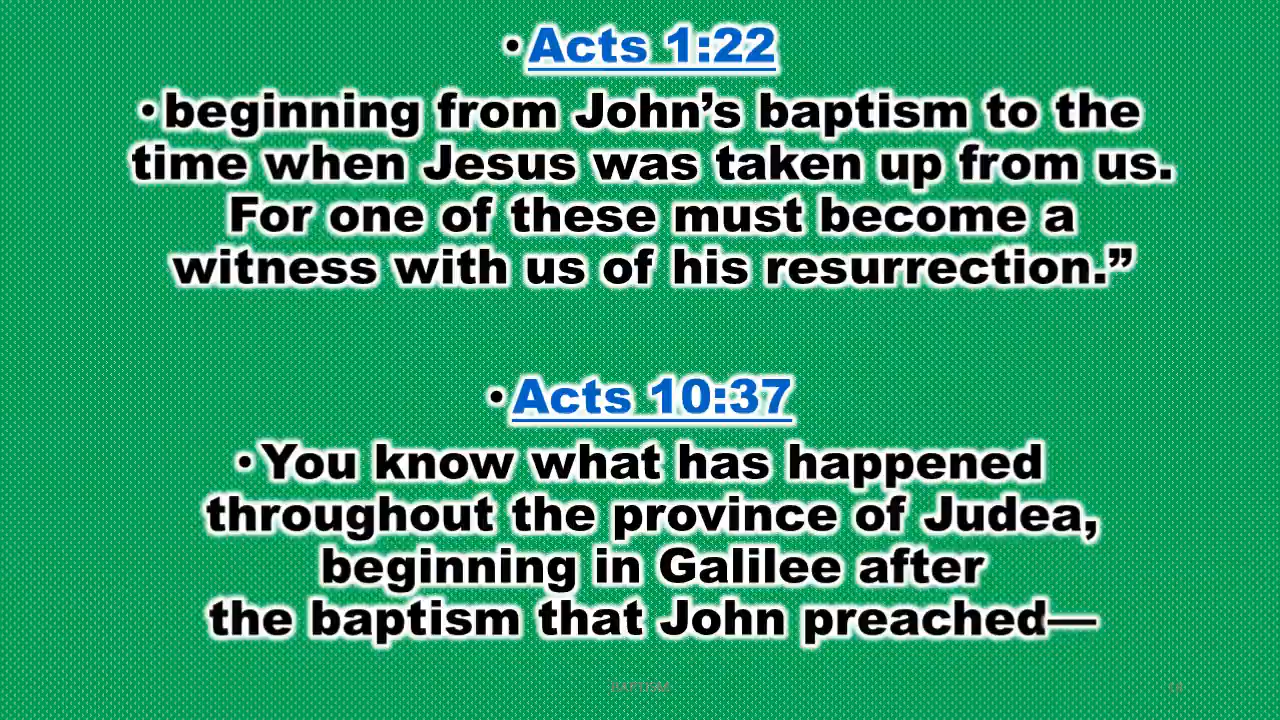 •Acts 1:22
•beginning from John’s baptism to the
time when Jesus was taken up from us.
For one of these must become a
witness with us of his resurrection.”
•Acts 10:37
•You know what has happened
throughout the province of Judea,
beginning in Galilee after
the baptism that John preached—
BAPTISM